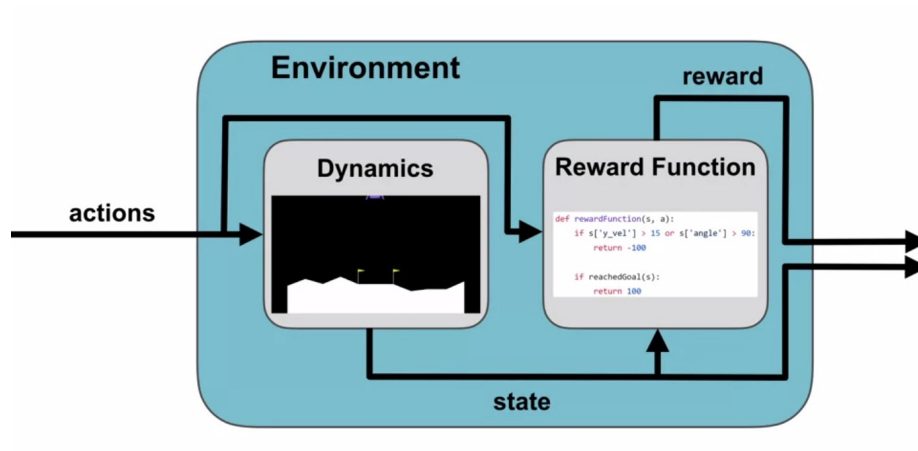 Environment
reward
Dynamics
Reward Function
actions
def rewardFunction(s, a):
if s['y_vel'] > 15 or s['angle'] > 90:
return -100
if reachedGoal(s):
return 100
state